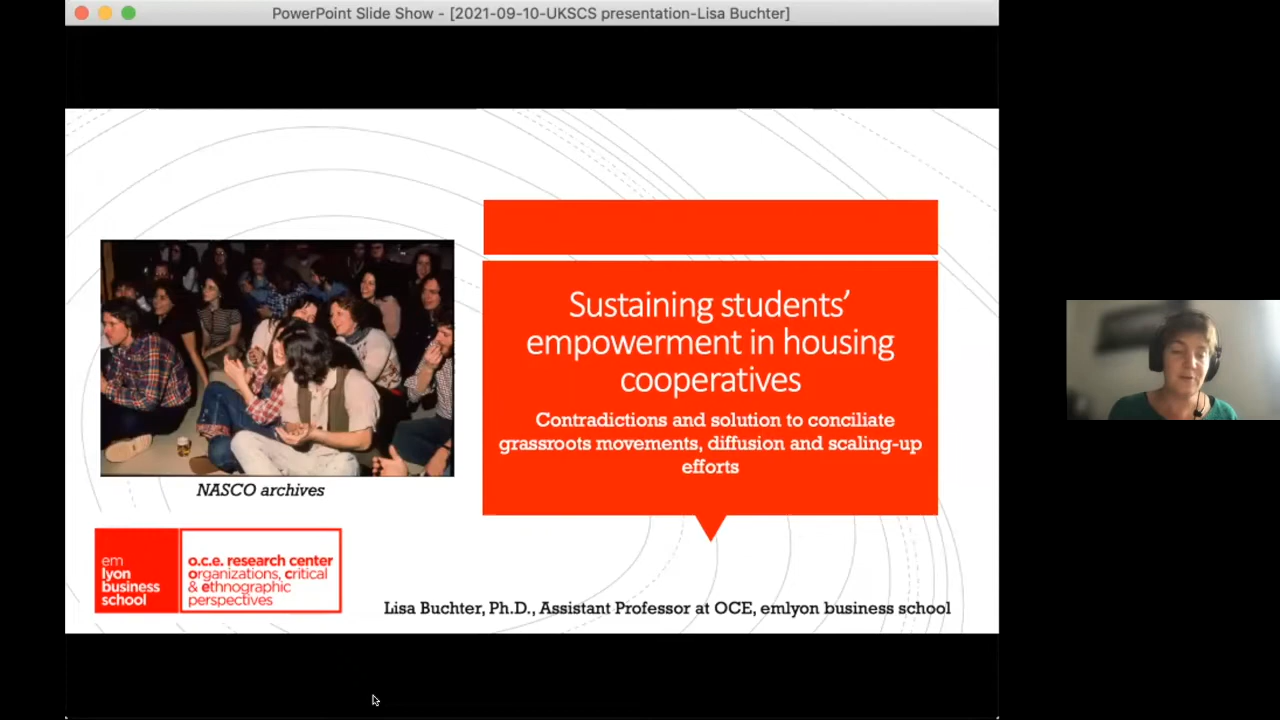 PowerPoint Slide Show - [2021-09-10-UKSCS presentation-Lisa Buchter]
Sustaining students’
empowerment in housing
cooperatives
Contradictions and solution to conciliate
grassroots movements, diffusion and scaling-up
efforts
NASCO archives
em
lyon
business
school
o.c.e. research center
organizations, critical
& ethnographic
perspectives
Lisa Buchter, Ph.D., Assistant Professor at OCE, emlyon business school